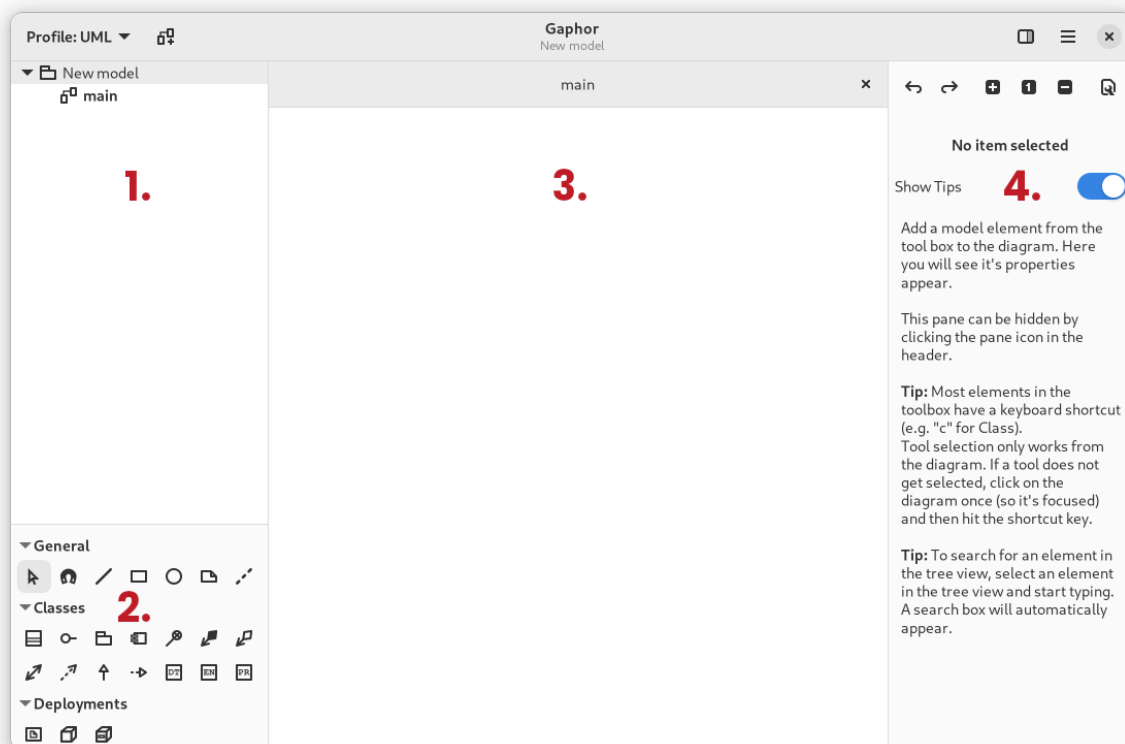 Profile: UML
Gaphor
New model
New model
main
main
1.
3.
No item selected
Show Tips
4.
Add a model element from the
tool box to the diagram. Here
you will see it's properties
appear.
This pane can be hidden by
clicking the pane icon in the
header.
Tip: Most elements in the
toolbox have a keyboard shortcut
(e.g. "c" for Class).
Tool selection only works from
the diagram. If a tool does not
get selected, click on the
diagram once (so it's focused)
and then hit the shortcut key.
Tip: To search for an element in
the tree view, select an element
in the tree view and start typing.
A search box will automatically
appear.
General
Classes
2.
DT EN PR
Deployments